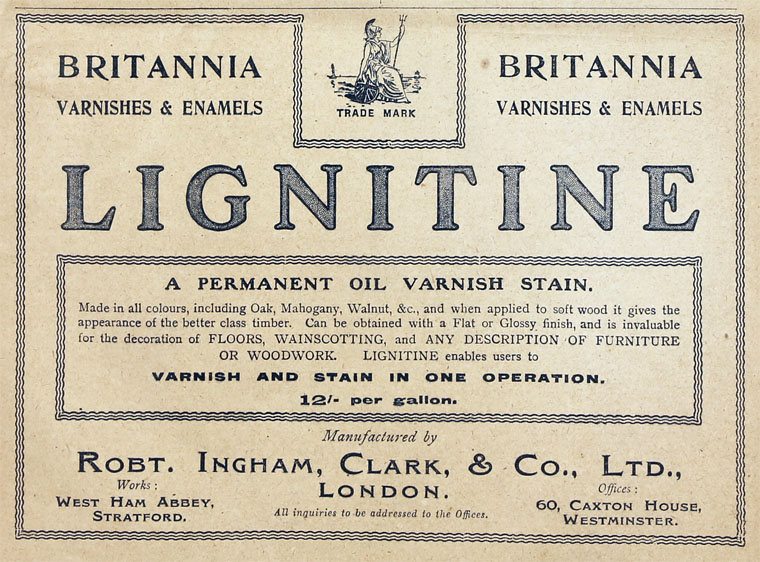 BRITANNIA
VARNISHES & ENAMELS
TRADE MARK
BRITANNIA
VARNISHES & ENAMELS
LIGNITINE
A PERMANENT OIL VARNISH STAIN.
Made in all colours, including Oak, Mahogany, Walnut, &c., and when applied to soft wood it gives the
appearance of the better class timber. Can be obtained with a Flat or Glossy finish, and is invaluable
for the decoration of FLOORS, WAINSCOTTING, and ANY DESCRIPTION OF FURNITURE
OR WOODWORK. LIGNITINE enables users to
VARNISH AND STAIN IN ONE OPERATION.
12/- per gallon.
Manufactured by
ROBT. INGHAM, CLARK, & CO., LTD.,
LONDON.
Works:
WEST HAM ABBEY,
STRATFORD.
All inquiries to be addressed to the Offices.
Offices:
60, CAXTON HOUSE,
WESTMINSTER.